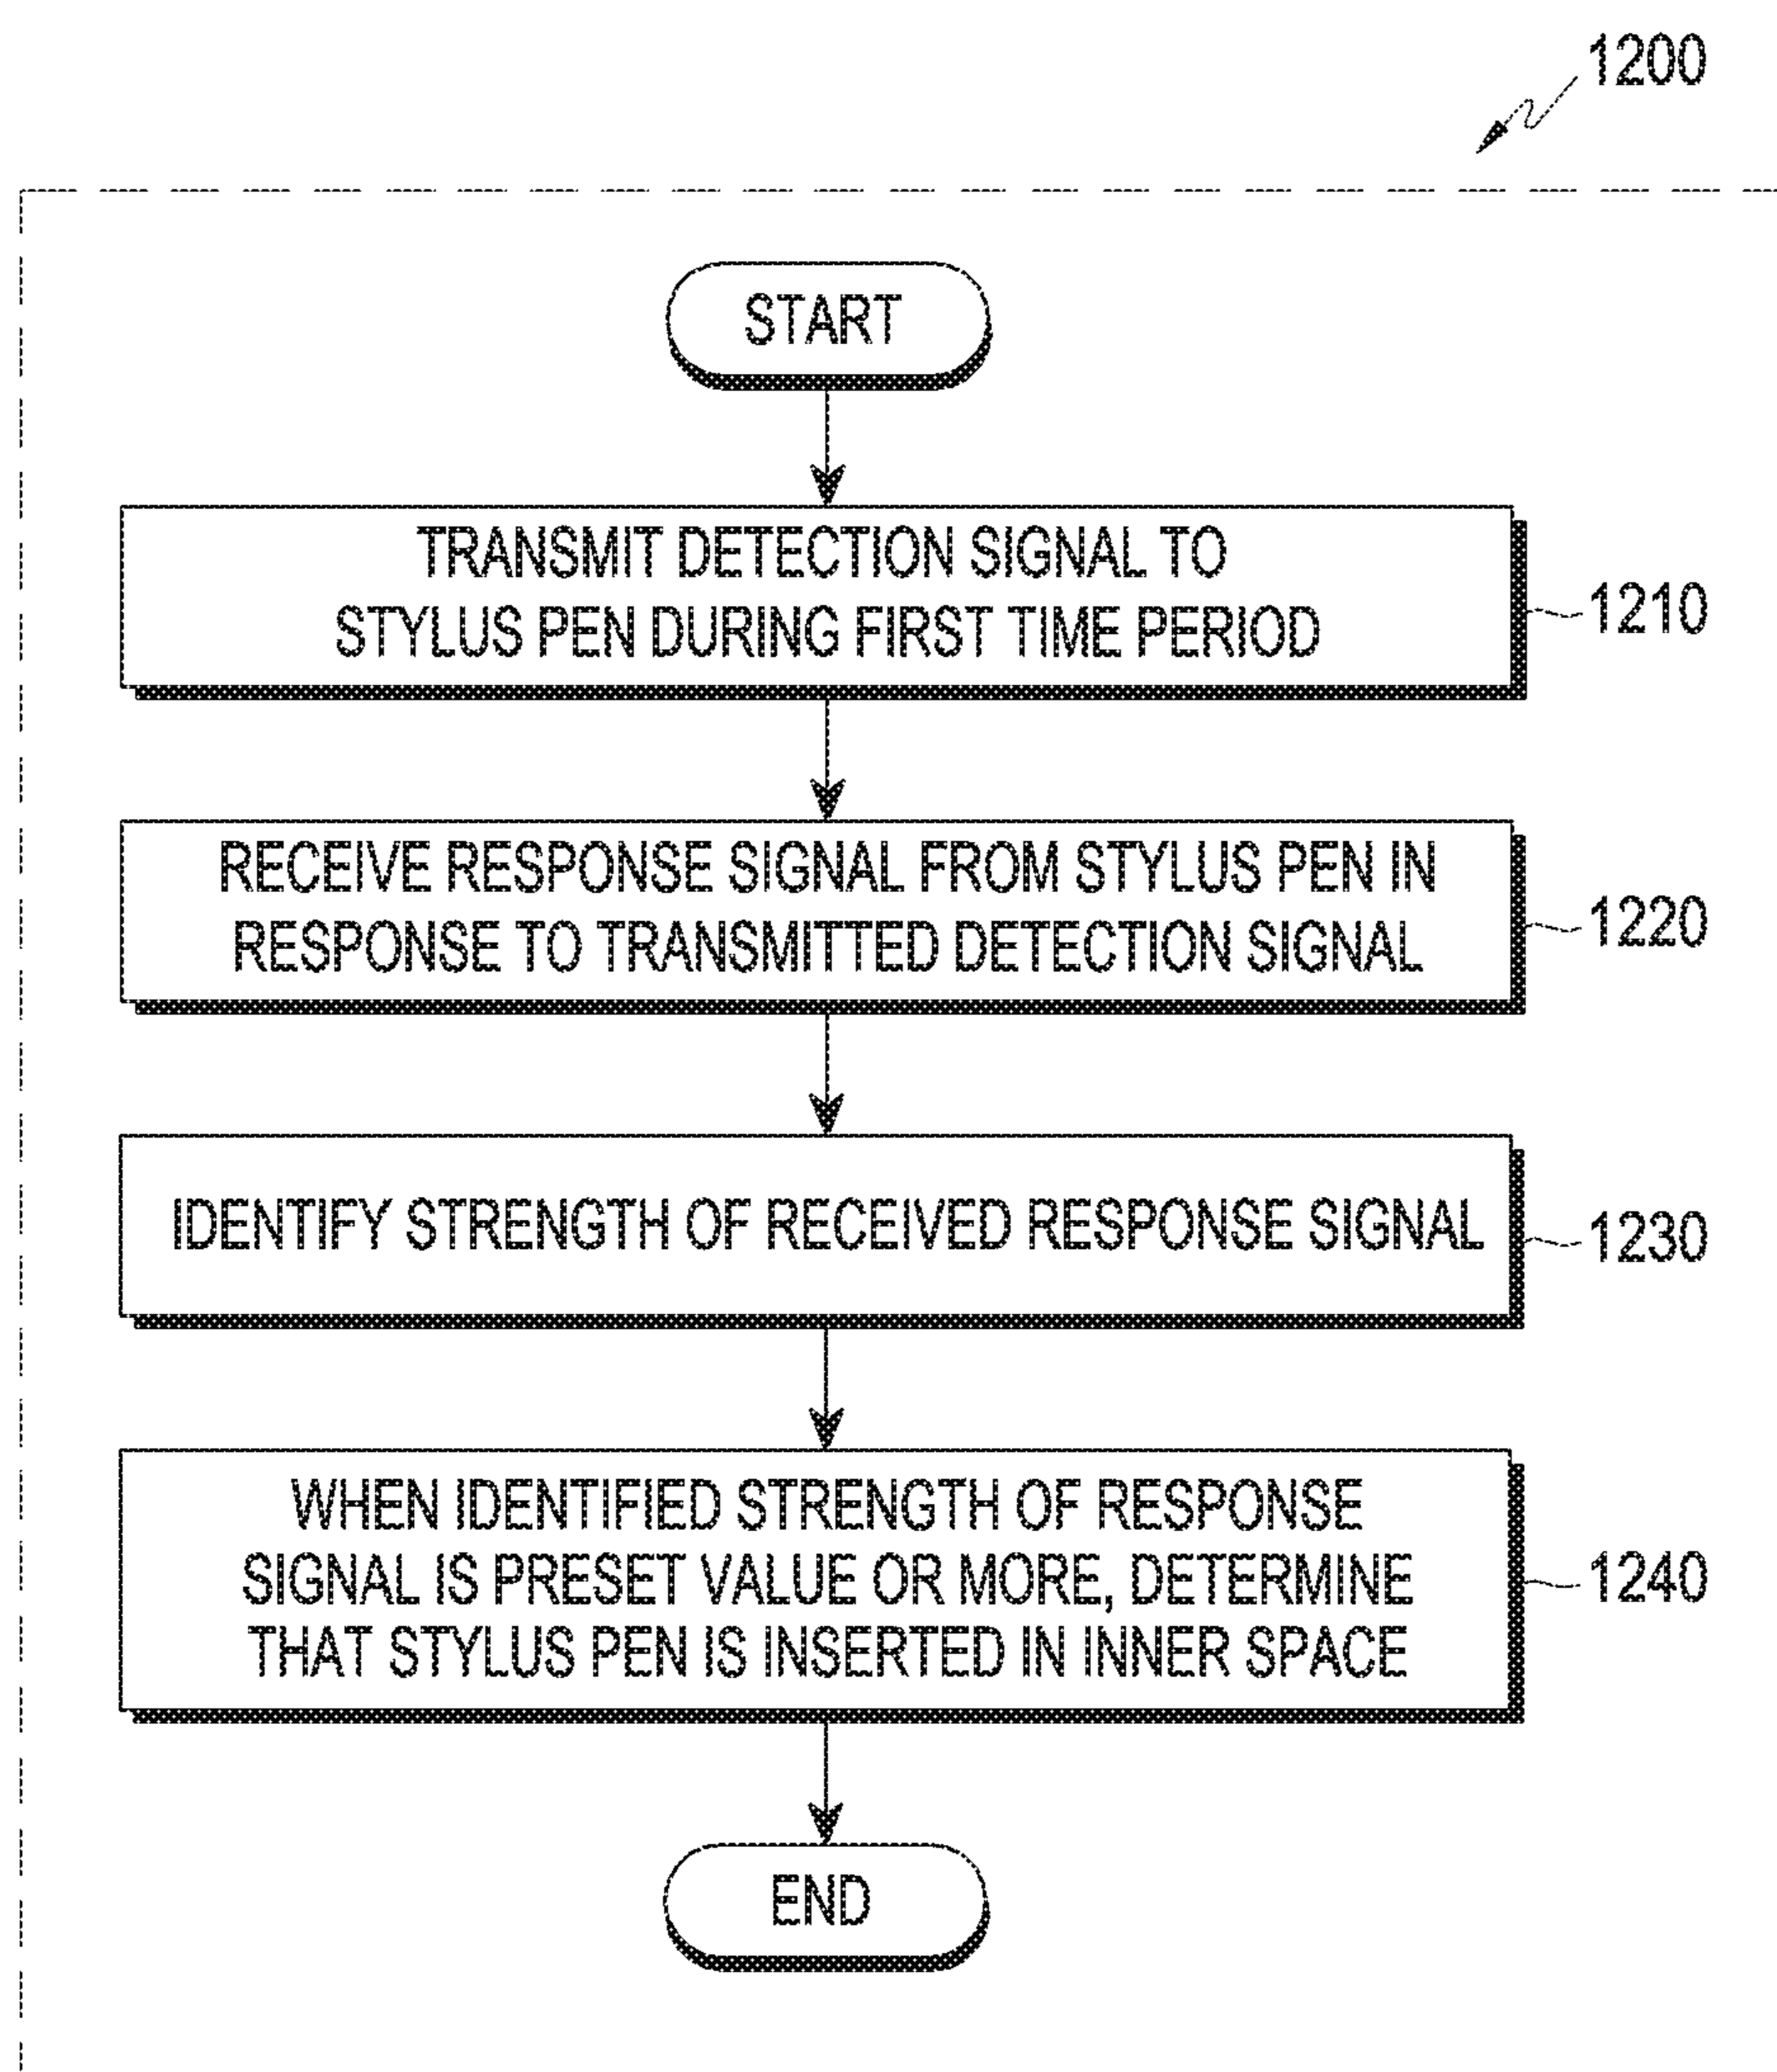 1200
START
TRANSMIT DETECTION SIGNAL TO
STYLUS PEN DURING FIRST TIME PERIOD
1210
RECEIVE RESPONSE SIGNAL FROM STYLUS PEN IN
RESPONSE TO TRANSMITTED DETECTION SIGNAL
1220
IDENTIFY STRENGTH OF RECEIVED RESPONSE SIGNAL
1230
WHEN IDENTIFIED STRENGTH OF RESPONSE
SIGNAL IS PRESET VALUE OR MORE, DETERMINE
THAT STYLUS PEN IS INSERTED IN INNER SPACE
1240
END